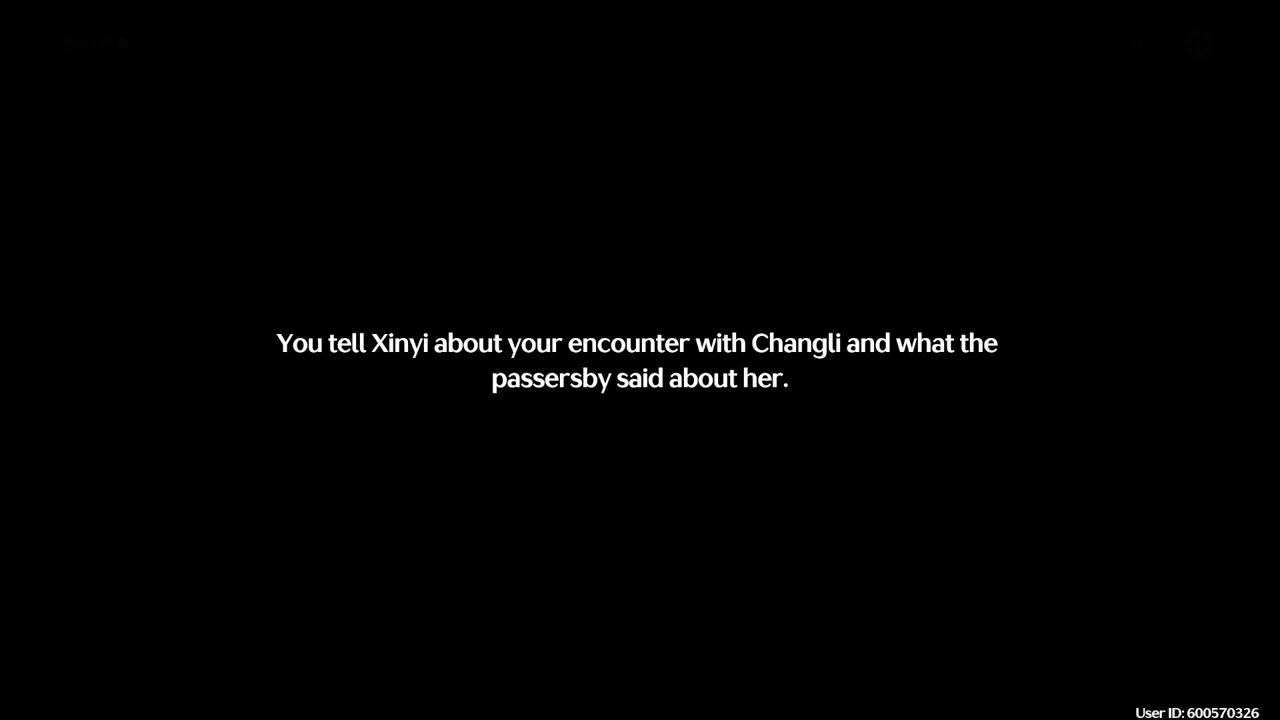 You tell Xinyi about your encounter with Changli and what the
passersby said about her.
User ID: 600570326